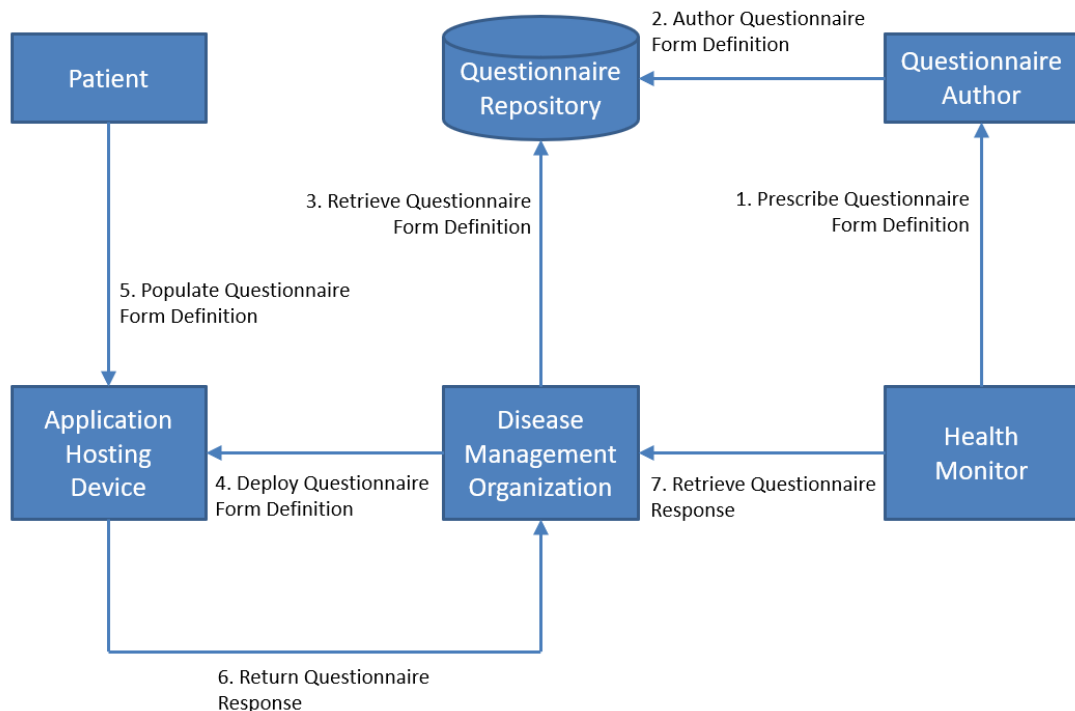 Patient
Questionnaire
Repository
2. Author Questionnaire
Form Definition
Questionnaire
Author
3. Retrieve Questionnaire
Form Definition
1. Prescribe Questionnaire
Form Definition
5. Populate Questionnaire
Form Definition
Application
Hosting
Device
4. Deploy Questionnaire
Form Definition
Disease
Management
Organization
7. Retrieve Questionnaire
Response
Health
Monitor
6. Return Questionnaire
Response